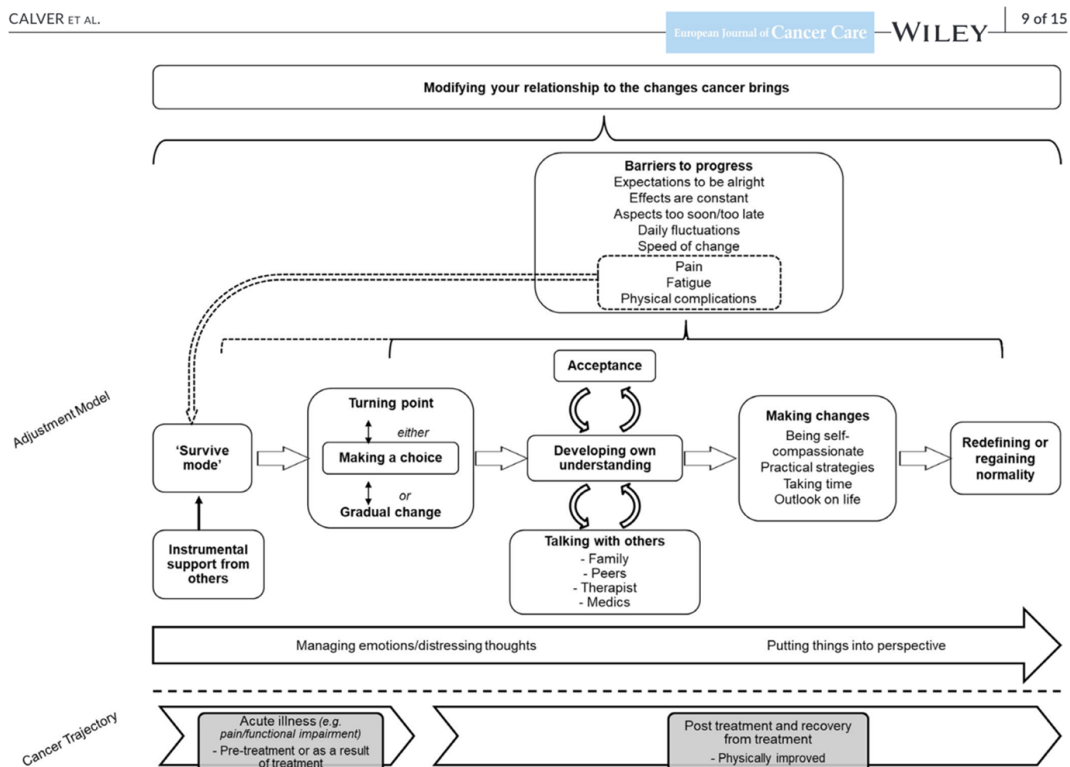 CALVER ET AL.
European Journal of Cancer Care
WILEY
9 of 15
Modifying your relationship to the changes cancer brings
Barriers to progress
Expectations to be alright
Effects are constant
Aspects too soon/too late
Daily fluctuations
Speed of change
Pain
Fatigue
Physical complications
Adjustment Model
'Survive
mode'
Instrumental
support from
others
Turning point
either
Making a choice
or
Gradual change
Acceptance
Developing own
understanding
Talking with others
- Family
- Peers
- Therapist
- Medics
Making changes
Being self-
compassionate
Practical strategies
Taking time
Outlook on life
Redefining or
regaining
normality
Managing emotions/distressing thoughts
Putting things into perspective
Cancer Trajectory
Acute illness (e.g.
pain/functional impairment)
- Pre-treatment or as a result
of treatment
Post treatment and recovery
from treatment
- Physically improved